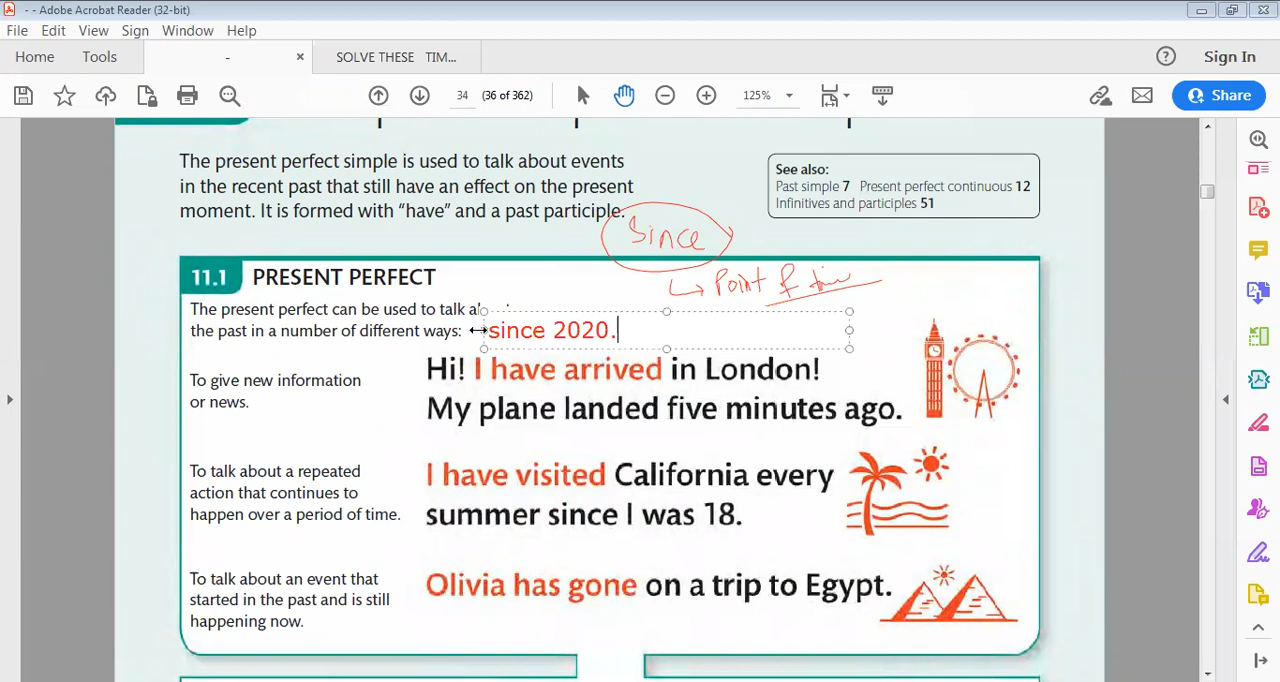 - - Adobe Acrobat Reader (32-bit)
File Edit View Sign Window Help
Home Tools - × SOLVE THESE TIM... ? Sign In
34 (36 of 362) 125% Share
The present perfect simple is used to talk about events
in the recent past that still have an effect on the present
moment. It is formed with “have” and a past participle.
See also:
Past simple 7 Present perfect continuous 12
Infinitives and participles 51
Since
Point of time
11.1 PRESENT PERFECT
The present perfect can be used to talk
the past in a number of different ways:
since 2020.
To give new information
or news.
Hi! I have arrived in London!
My plane landed five minutes ago.
To talk about a repeated
action that continues to
happen over a period of time.
I have visited California every
summer since I was 18.
To talk about an event that
started in the past and is still
happening now.
Olivia has gone on a trip to Egypt.